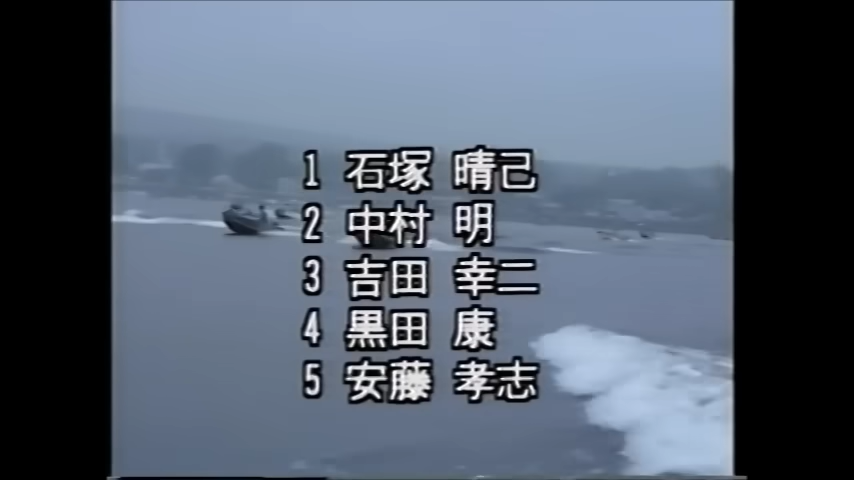 1 石塚 晴己
2 中村 明
3 吉田 幸二
4 黒田 康
5 安藤 孝志